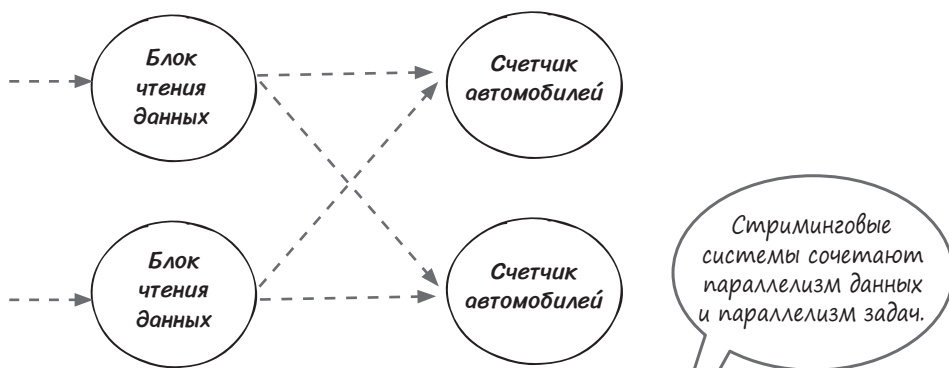 Блок
чтения
данных
Счетчик
автомобилей
Блок
чтения
данных
Счетчик
автомобилей
Стриминговые
системы сочетают
параллелизм данных
и параллелизм задач.